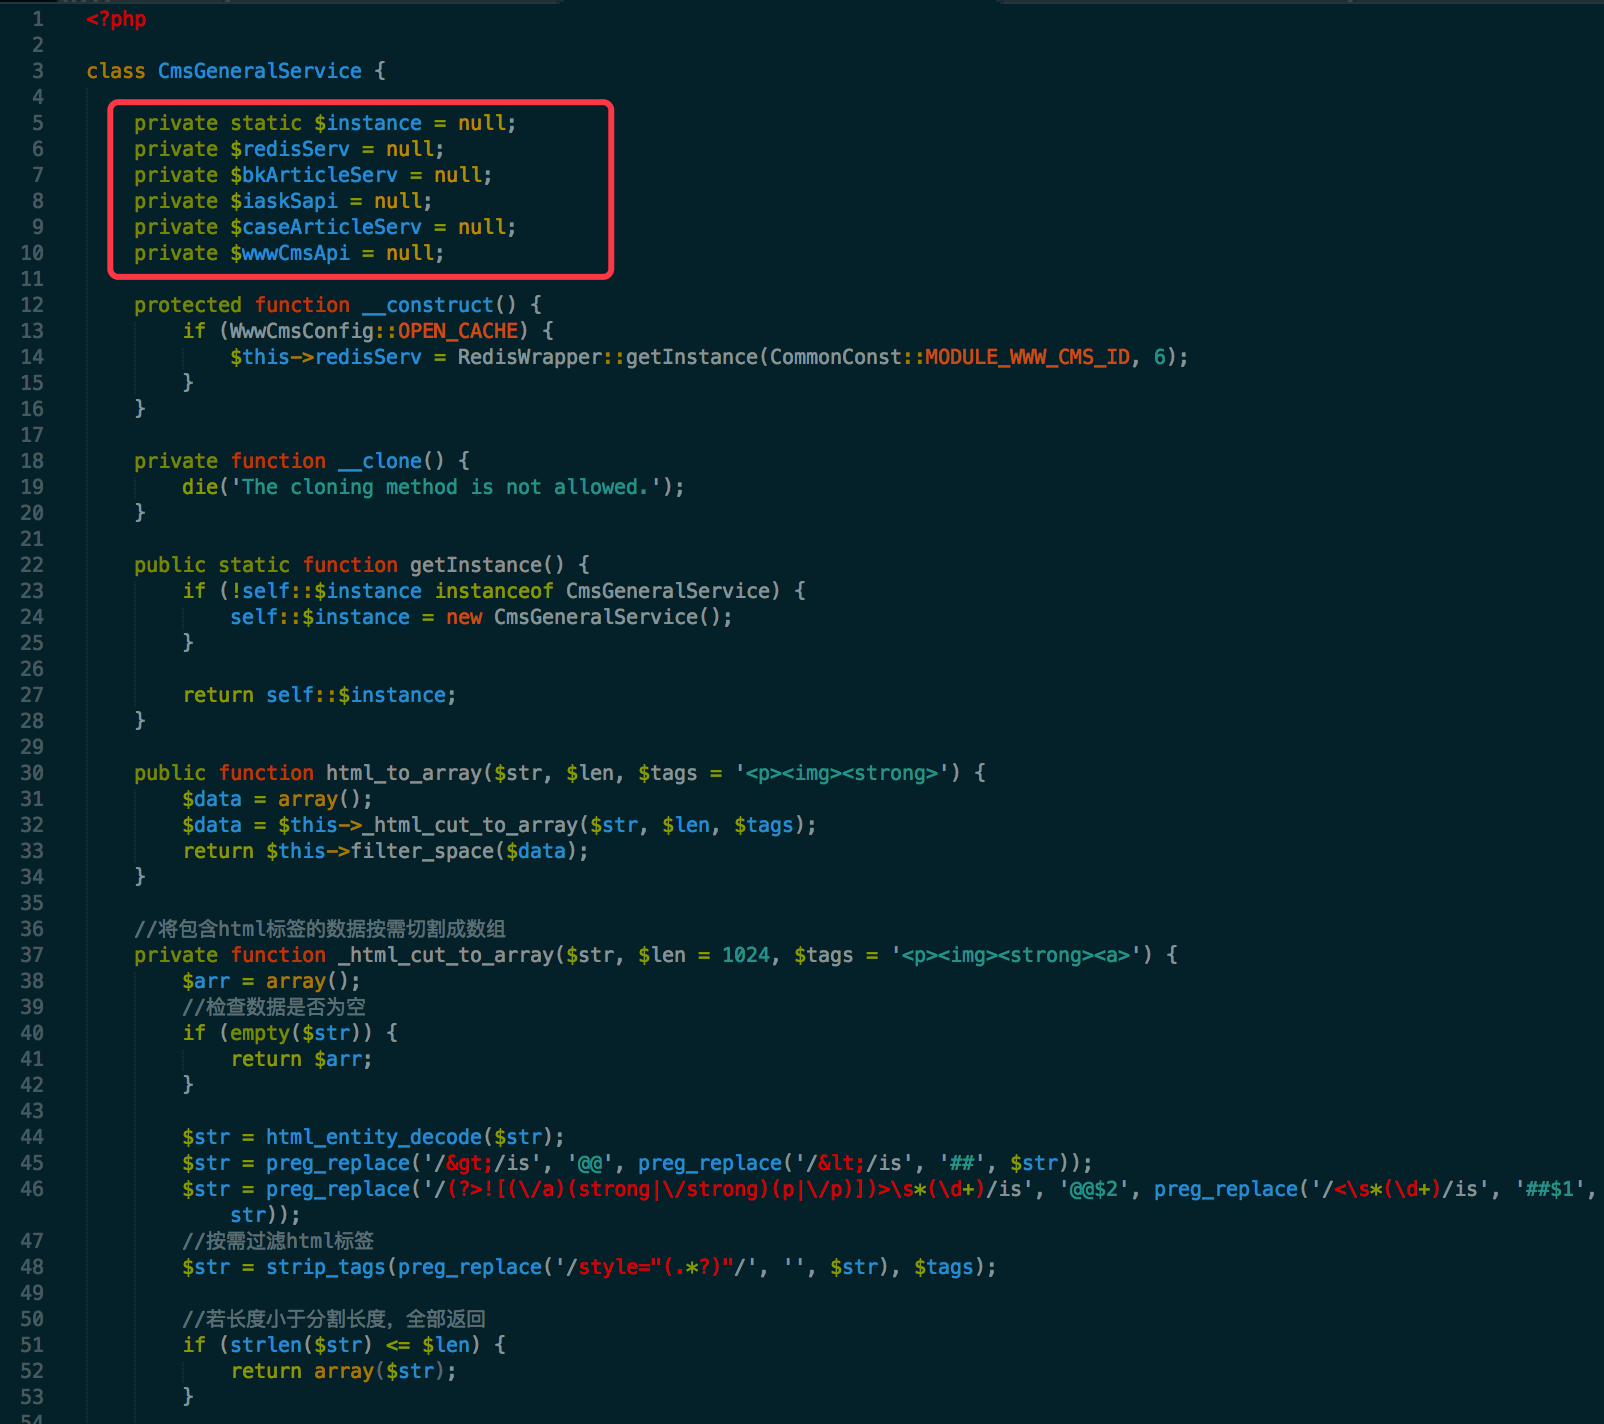 1 <?php
2
3 class CmsGeneralService {
4
5 private static $instance = null;
6 private $redisServ = null;
7 private $bkArticleServ = null;
8 private $iaskSapi = null;
9 private $caseArticleServ = null;
10 private $wwwCmsApi = null;
11
12 protected function __construct() {
13 if (WwwCmsConfig::OPEN_CACHE) {
14 $this->redisServ = RedisWrapper::getInstance(CommonConst::MODULE_WWW_CMS_ID, 6);
15 }
16 }
17
18 private function __clone() {
19 die('The cloning method is not allowed.');
20 }
21
22 public static function getInstance() {
23 if (!self::$instance instanceof CmsGeneralService) {
24 self::$instance = new CmsGeneralService();
25 }
26
27 return self::$instance;
28 }
29
30 public function html_to_array($str, $len, $tags = '<p><img><strong>') {
31 $data = array();
32 $data = $this->_html_cut_to_array($str, $len, $tags);
33 return $this->filter_space($data);
34 }
35
36 //将包含html标签的数据按需切割成数组
37 private function _html_cut_to_array($str, $len = 1024, $tags = '<p><img><strong><a>') {
38 $arr = array();
39 //检查数据是否为空
40 if (empty($str)) {
41 return $arr;
42 }
43
44 $str = html_entity_decode($str);
45 $str = preg_replace('/&gt;/is', '@@', preg_replace('/&lt;/is', '##', $str));
46 $str = preg_replace('/(?>![(\/a)(strong|\/strong)(p|\/p)])>\s*(\d+)/is', '@@$2', preg_replace('/<\s*(\d+)/is', '##$1',
str));
47 //按需过滤html标签
48 $str = strip_tags(preg_replace('/style="(.*?)"/', '', $str), $tags);
49
50 //若长度小于分割长度，全部返回
51 if (strlen($str) <= $len) {
52 return array($str);
53 }
54